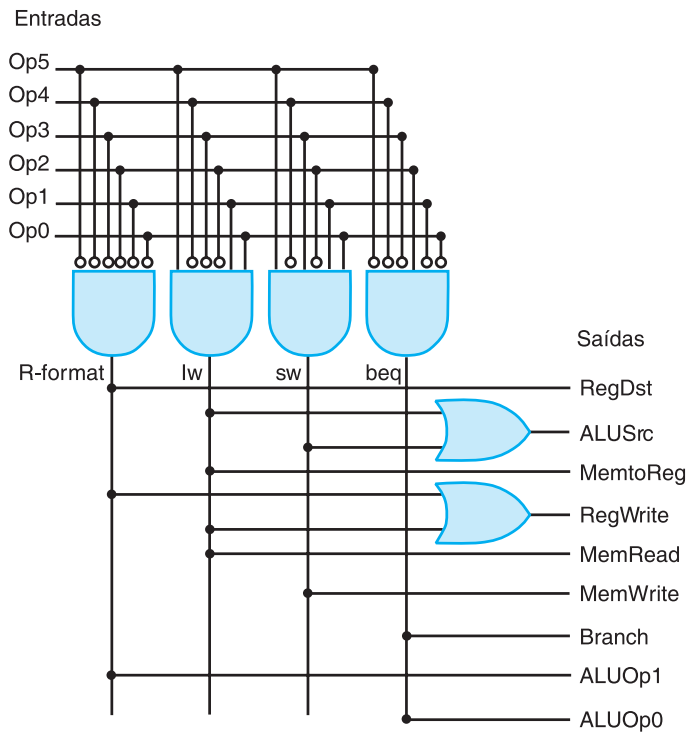 Entradas
Op5
Op4
Op3
Op2
Op1
Op0
Saídas
R-format lw sw beq
RegDst
ALUSrc
MemtoReg
RegWrite
MemRead
MemWrite
Branch
ALUOp1
ALUOp0